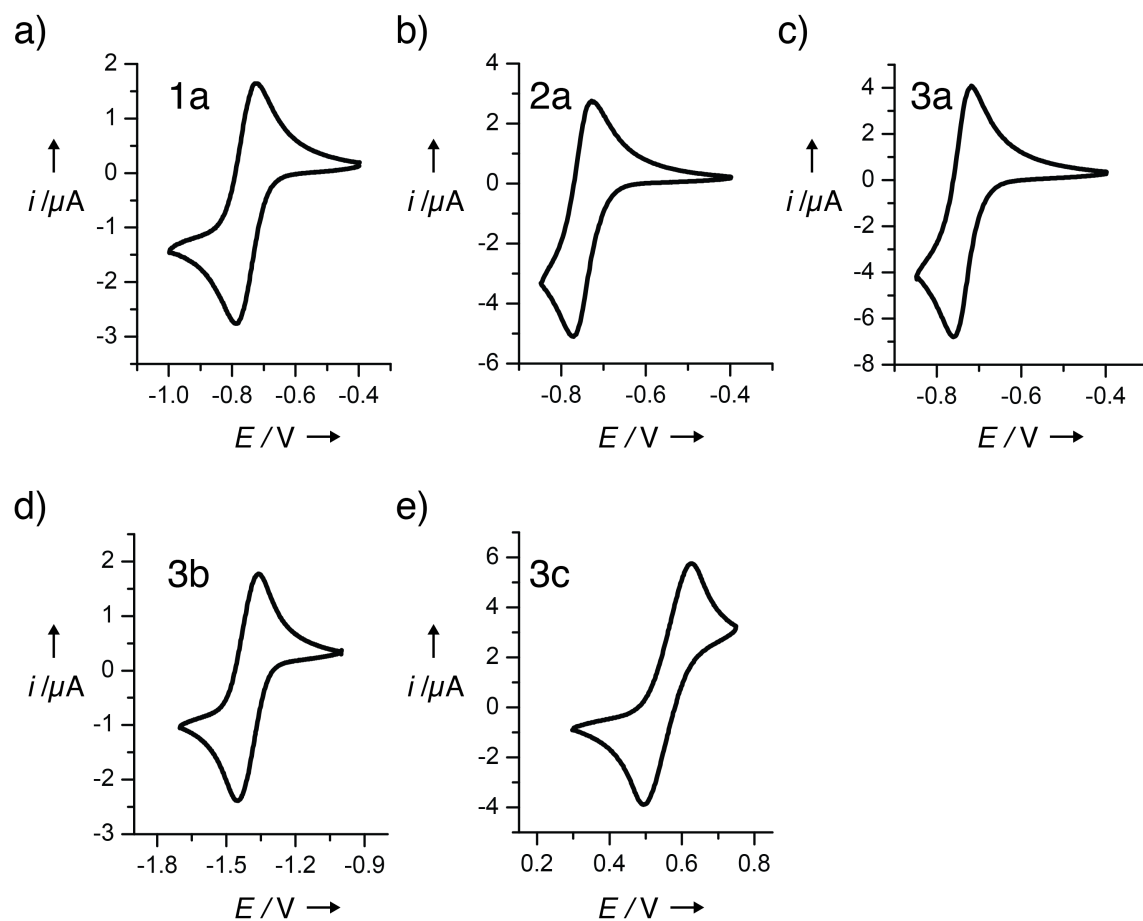 a)
1a
2
1
0
-1
-2
-3
i /μA
-1.0 -0.8 -0.6 -0.4
E / V
b)
2a
4
2
0
-2
-4
-6
i /μA
-0.8 -0.6 -0.4
E / V
c)
3a
4
2
0
-2
-4
-6
-8
i /μA
-0.8 -0.6 -0.4
E / V
d)
3b
2
1
0
-1
-2
-3
i /μA
-1.8 -1.5 -1.2 -0.9
E / V
e)
3c
6
4
2
0
-2
-4
i /μA
0.2 0.4 0.6 0.8
E / V